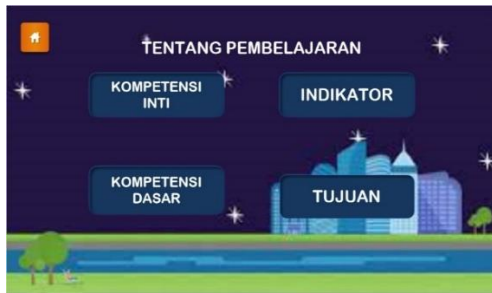 TENTANG PEMBELAJARAN
KOMPETENSI
INTI
INDIKATOR
KOMPETENSI
DASAR
TUJUAN